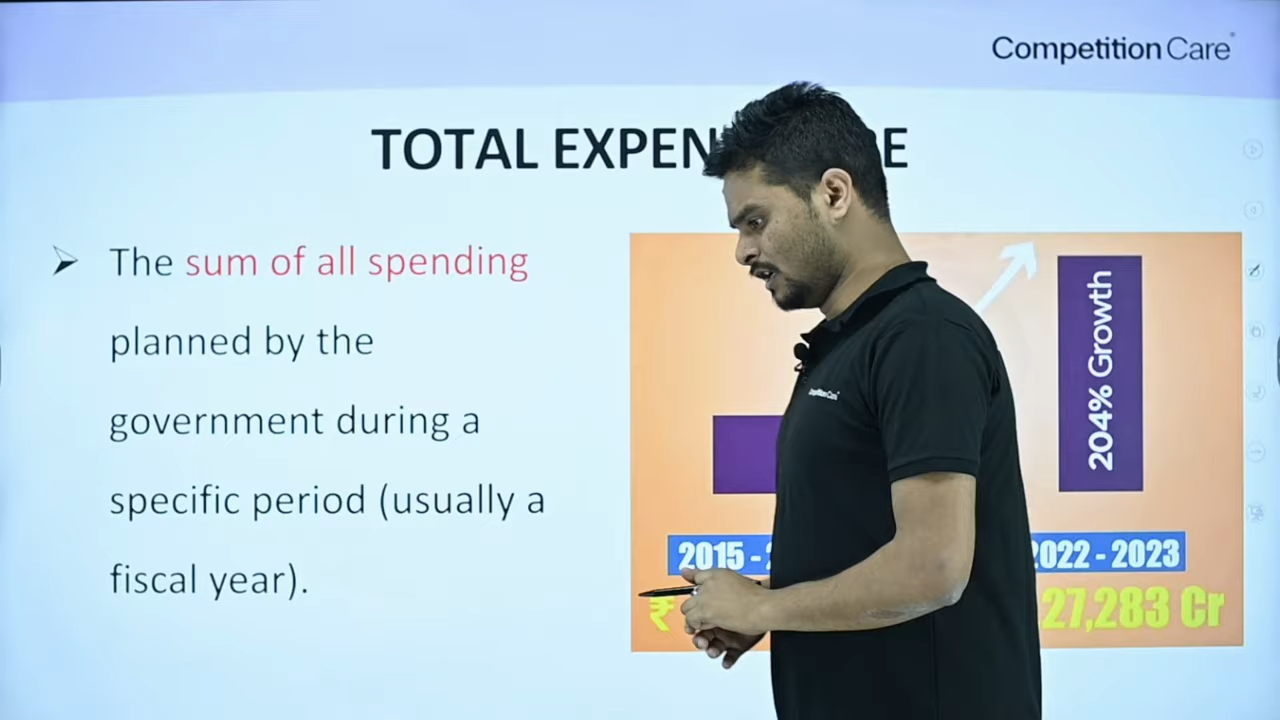 Competition Care
TOTAL EXPEN E
The sum of all spending
planned by the
government during a
specific period (usually a
fiscal year).
204% Growth
2015 - 2022 - 2023
₹ 27,283 Cr